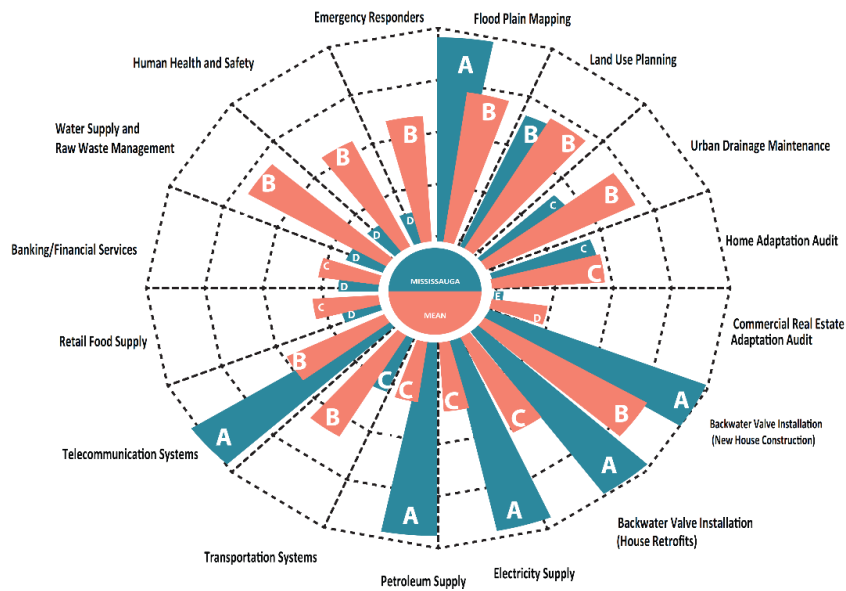 Emergency Responders
Flood Plain Mapping
Human Health and Safety
Land Use Planning
Water Supply and
Raw Waste Management
Urban Drainage Maintenance
Banking/Financial Services
Home Adaptation Audit
Retail Food Supply
Commercial Real Estate
Adaptation Audit
Telecommunication Systems
Backwater Valve Installation
(New House Construction)
Transportation Systems
Backwater Valve Installation
(House Retrofits)
Petroleum Supply
Electricity Supply
MISSISSAUGA
MEAN
A
B
B
B
C
B
C
C
E
D
A
B
A
C
A
C
A
C
C
B
A
B
D
C
D
C
D
B
D
B
D
B